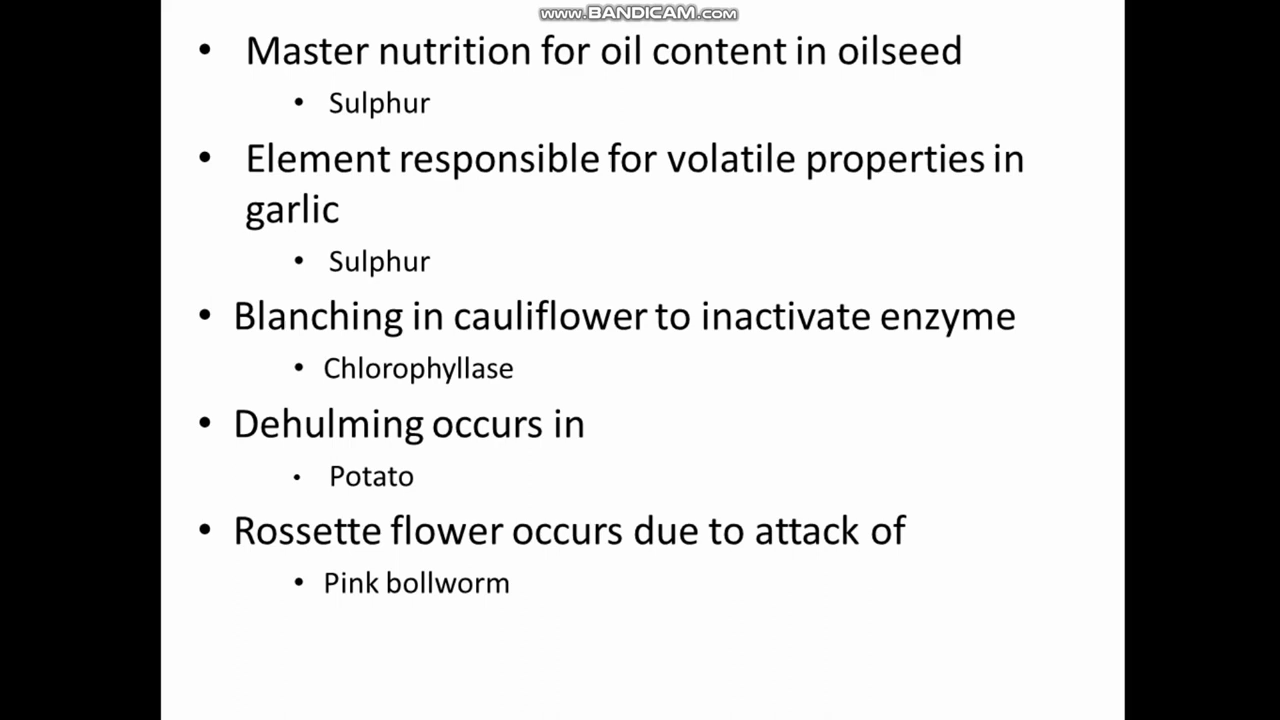 www.BANDICAM.com
• Master nutrition for oil content in oilseed
• Sulphur
• Element responsible for volatile properties in
garlic
• Sulphur
• Blanching in cauliflower to inactivate enzyme
• Chlorophyllase
• Dehulming occurs in
• Potato
• Rossette flower occurs due to attack of
• Pink bollworm